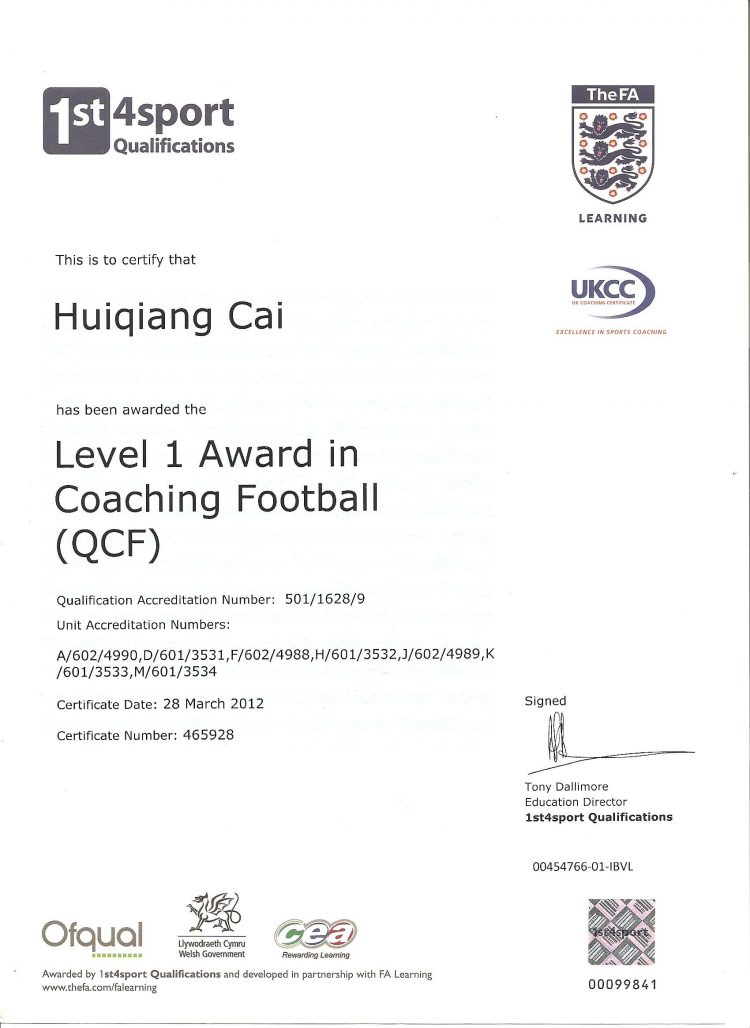 1st4sport
Qualifications
TheFA
LEARNING
This is to certify that
UKCC
UK COACHING CERTIFICATE
EXCELLENCE IN SPORTS COACHING
Huiqiang Cai
has been awarded the
Level 1 Award in
Coaching Football
(QCF)
Qualification Accreditation Number: 501/1628/9
Unit Accreditation Numbers:
A/602/4990,D/601/3531,F/602/4988,H/601/3532,J/602/4989,K
/601/3533,M/601/3534
Certificate Date: 28 March 2012
Certificate Number: 465928
Signed
Tony Dallimore
Education Director
1st4sport Qualifications
00454766-01-IBVL
Ofqual
Llywodraeth Cymru
Welsh Government
cea
Rewarding Learning
1st4sport
00099841
Awarded by 1st4sport Qualifications and developed in partnership with FA Learning
www.thefa.com/falearning